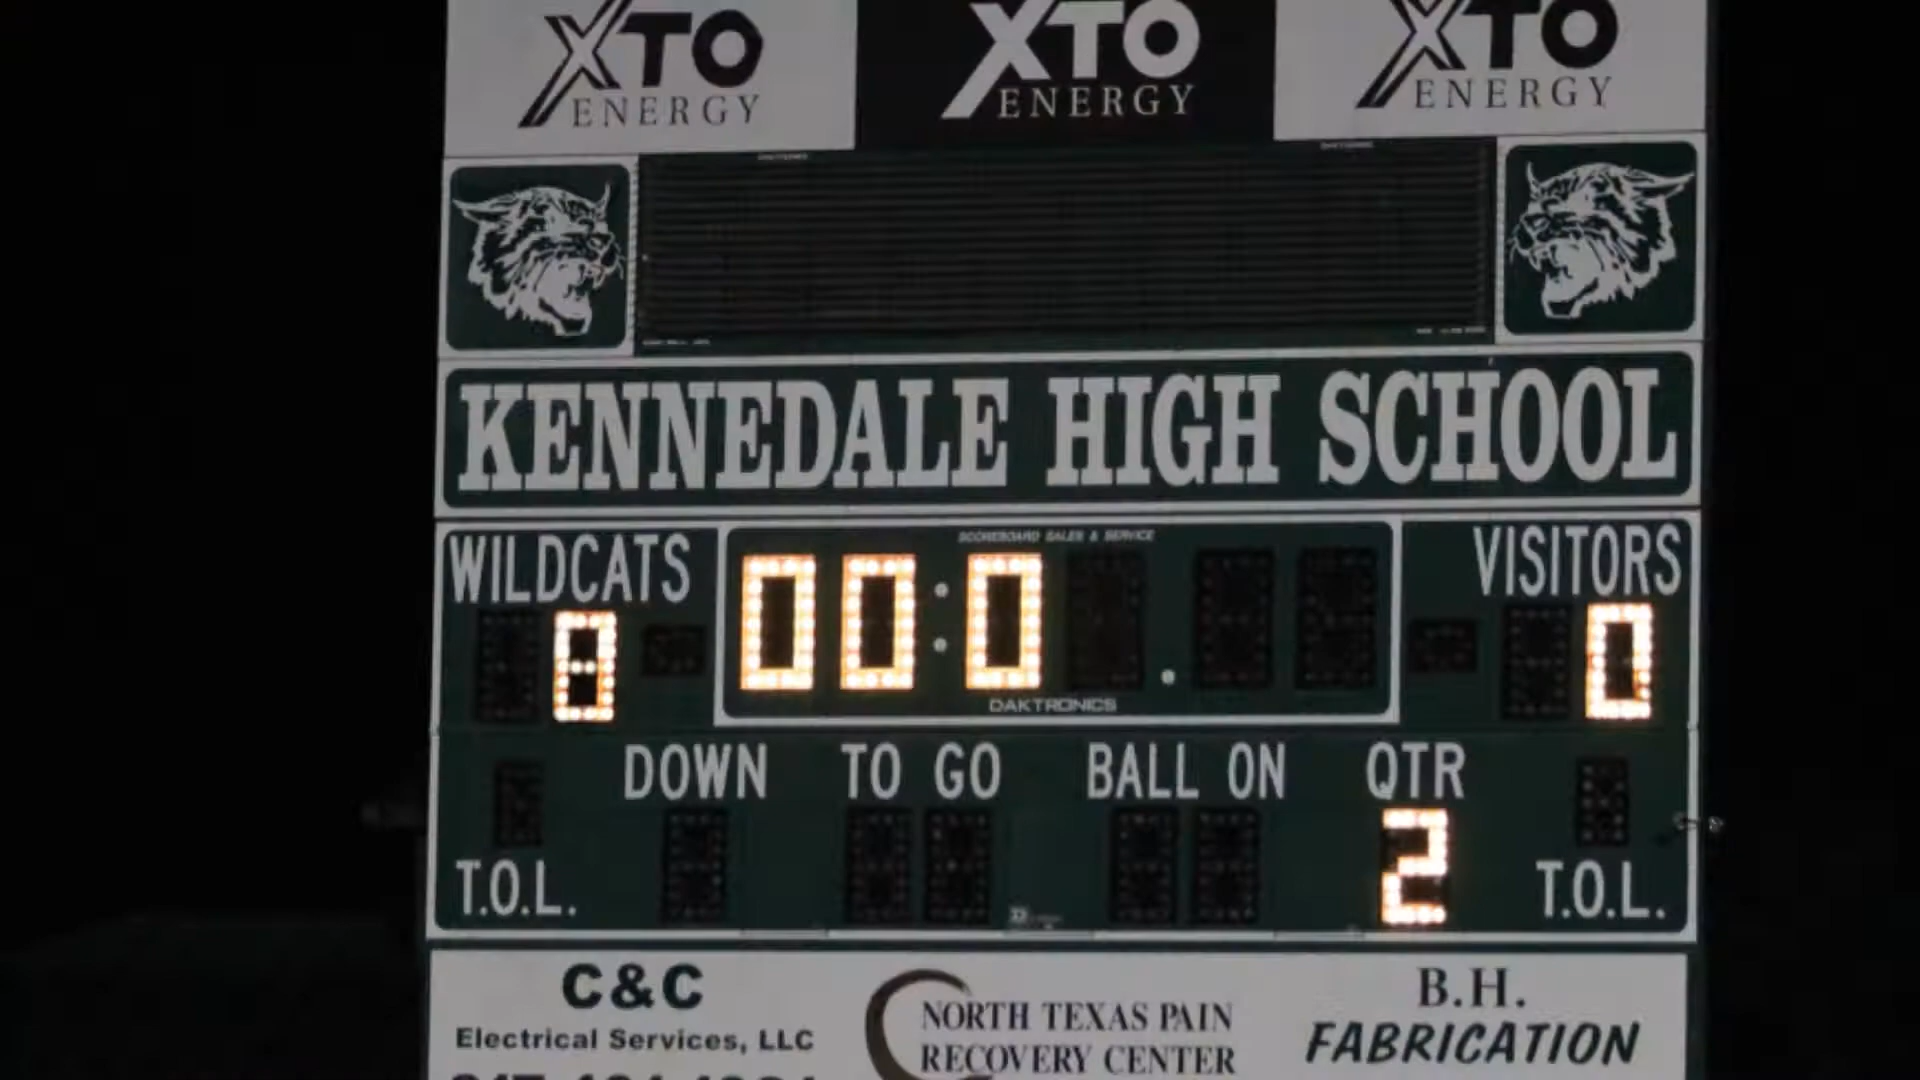 XTO ENERGY
XTO ENERGY
XTO ENERGY
KENNEDALE HIGH SCHOOL
SCOREBOARD SALES & SERVICE
WILDCATS
VISITORS
8
00:0
0
DAKTRONICS
DOWN
TO GO
BALL ON
QTR
2
T.O.L.
T.O.L.
C&C
Electrical Services, LLC
NORTH TEXAS PAIN
RECOVERY CENTER
B.H.
FABRICATION